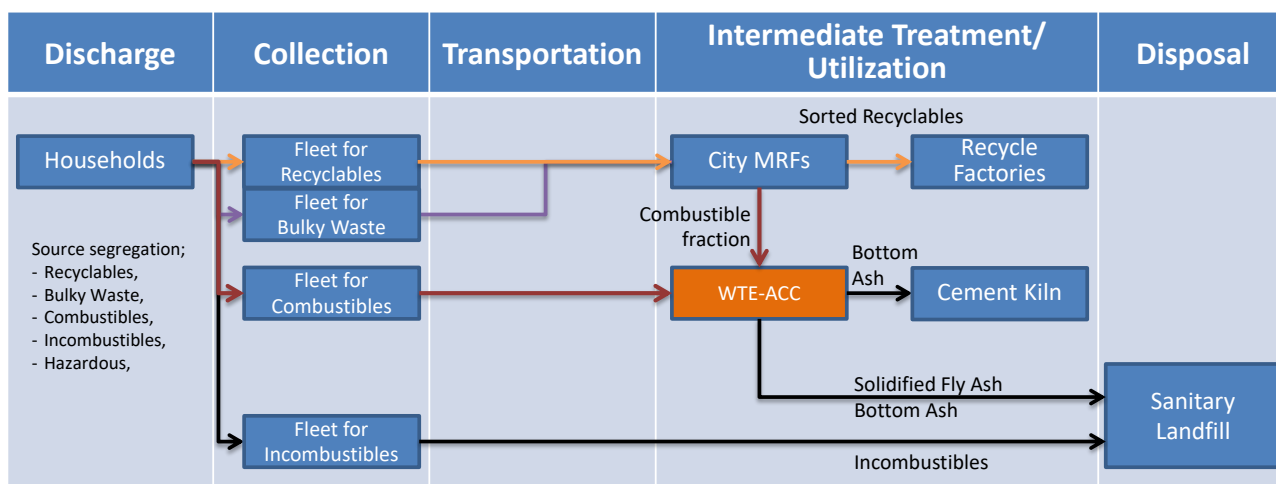 Discharge
Collection
Transportation
Intermediate Treatment/
Utilization
Disposal
Households
Source segregation;
- Recyclables,
- Bulky Waste,
- Combustibles,
- Incombustibles,
- Hazardous,
Fleet for
Recyclables
Fleet for
Bulky Waste
Fleet for
Combustibles
Fleet for
Incombustibles
Sorted Recyclables
City MRFs
Recycle
Factories
Combustible
fraction
Bottom
Ash
WTE-ACC
Cement Kiln
Solidified Fly Ash
Bottom Ash
Incombustibles
Sanitary
Landfill